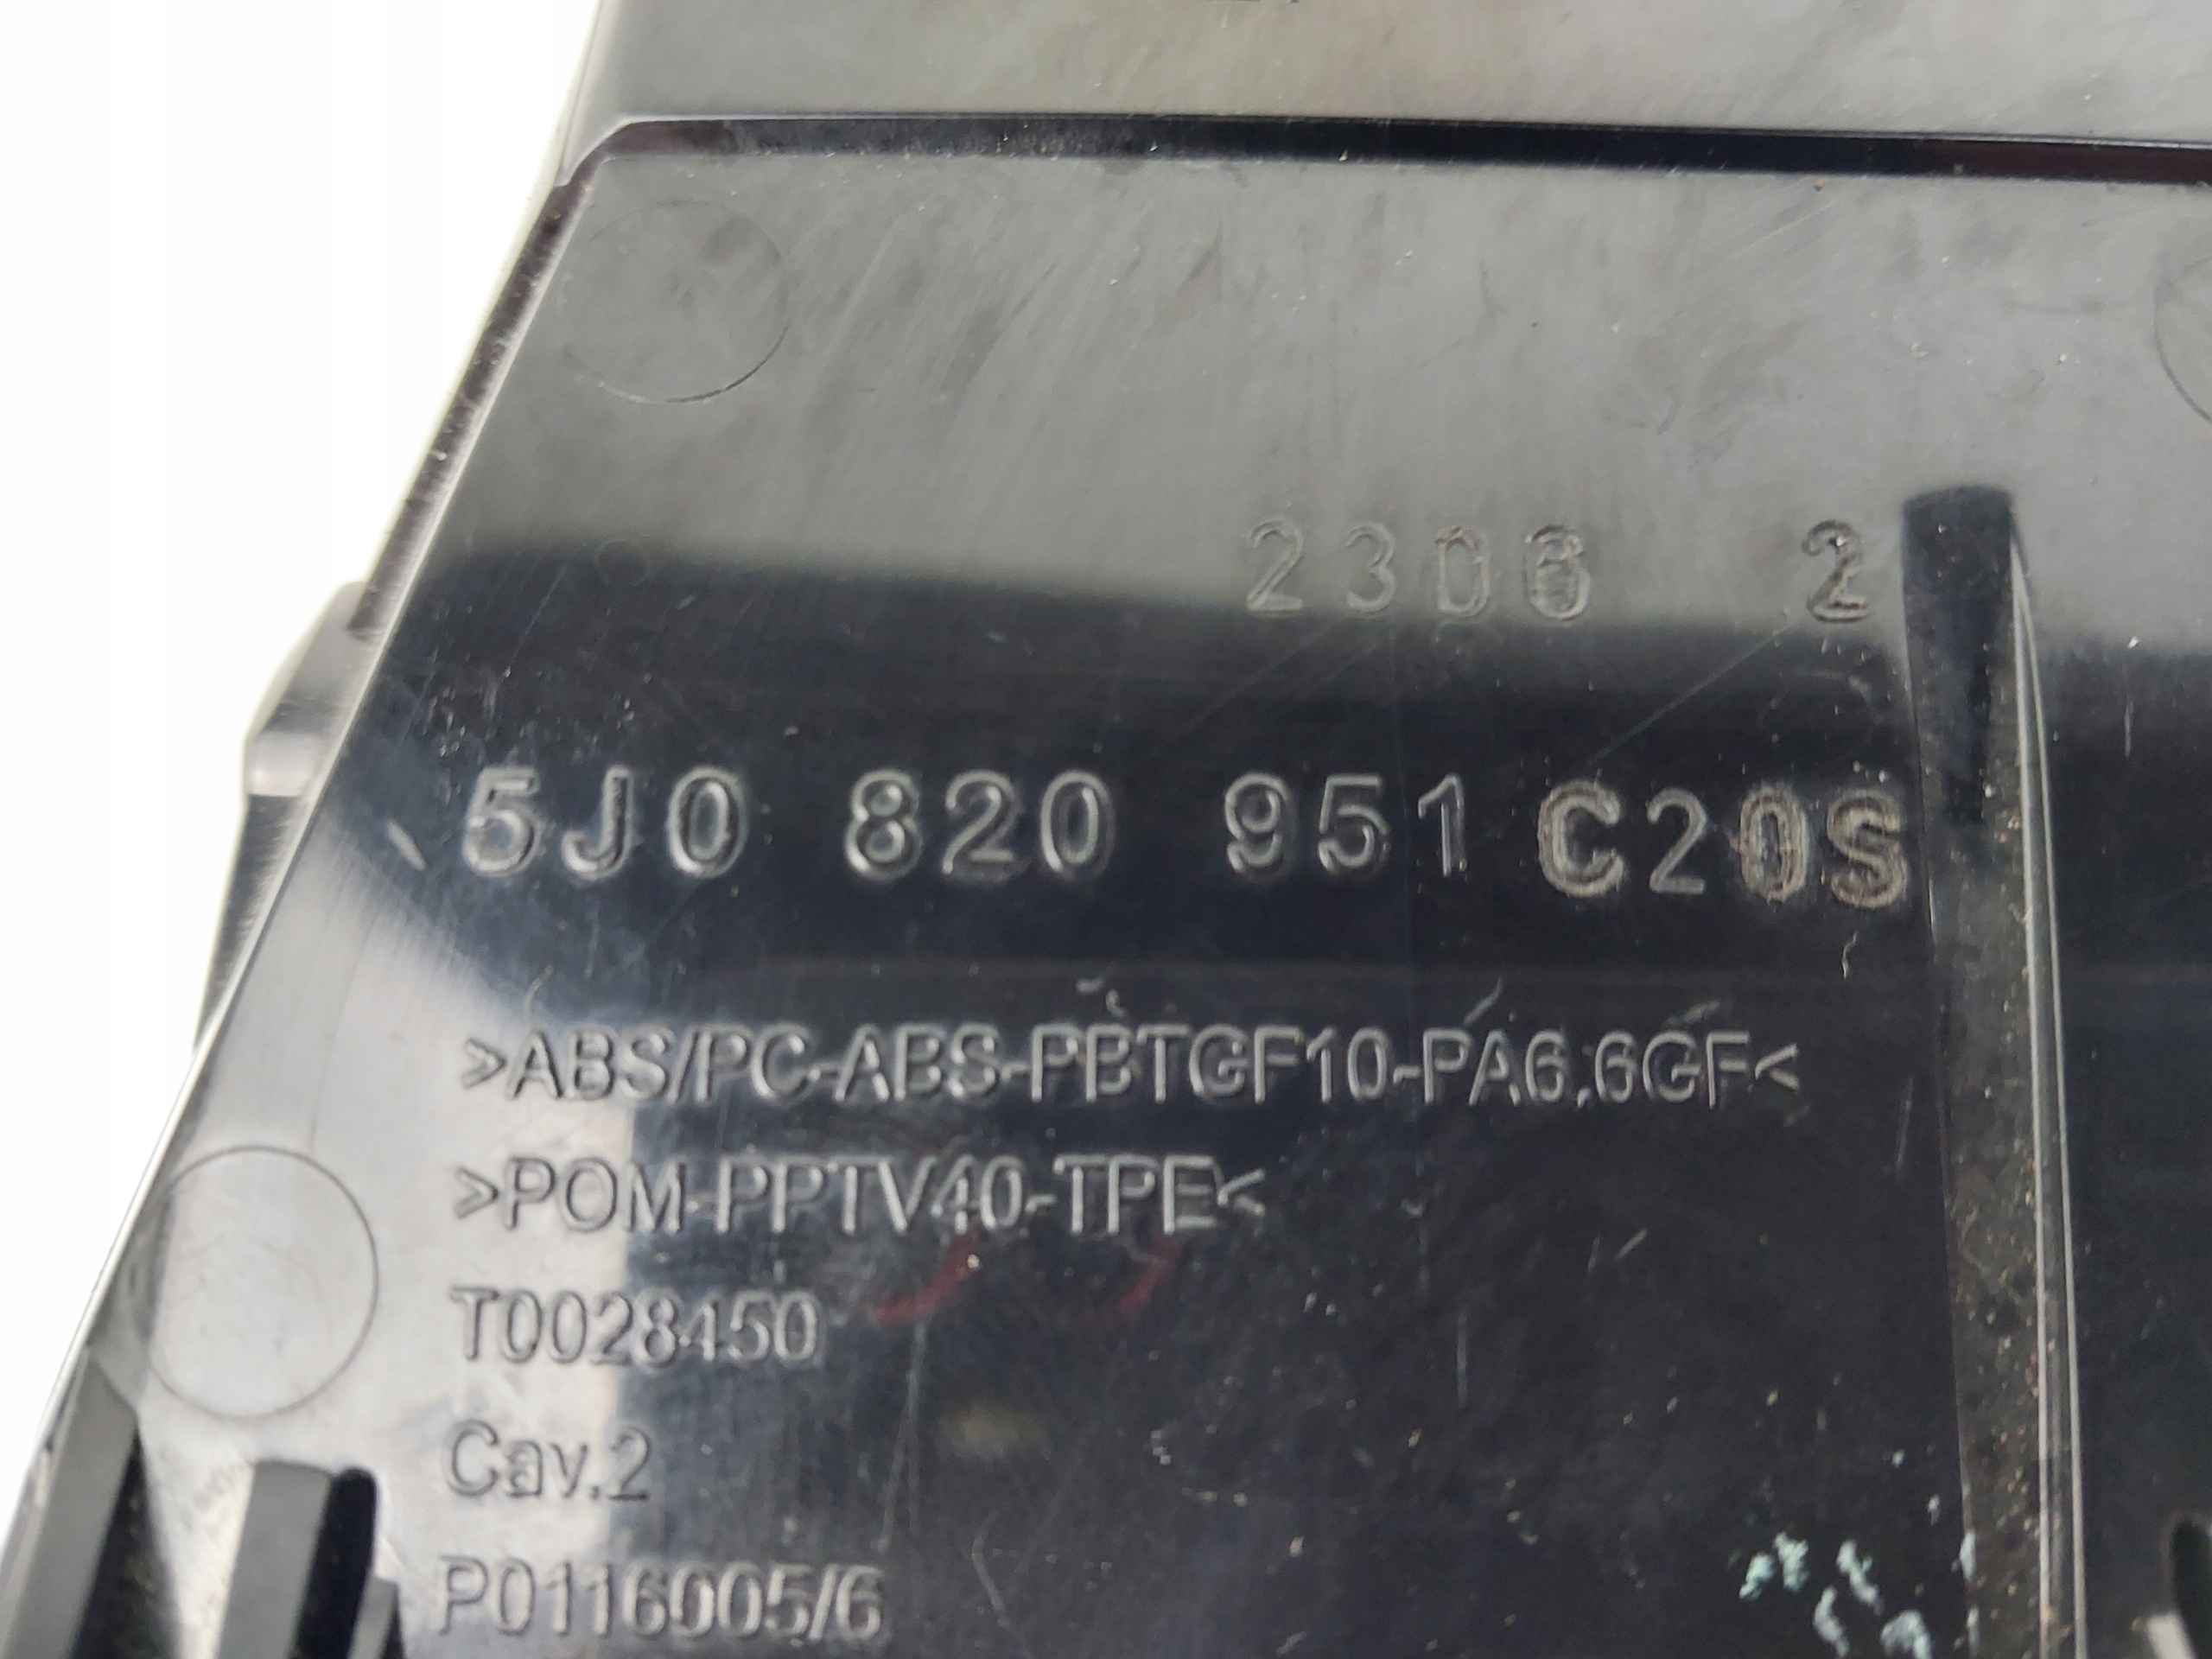 2306 2
5J0 820 951 C20S
>ABS/PC-ABS-PBTGF10-PA6.6GF<
>POM-PPTV40-TPE<
T0028450
Cav.2
P0116005/6